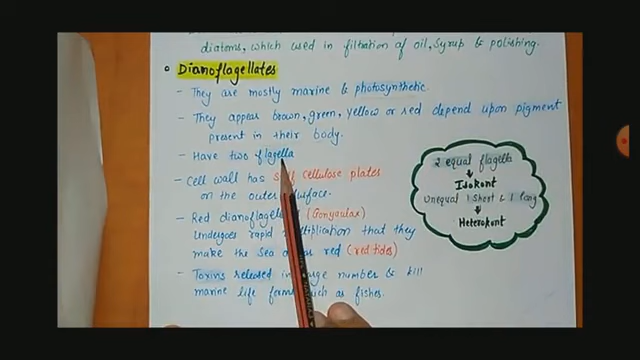 diatoms, which used in filtration of oil, Syrup & polishing.
Dianoflagellates
- They are mostly marine & photosynthetic.
- They appear brown, green, yellow or red depend upon pigment
present in their body.
- Have two flagella
- Cell wall has cellulose plates
on the outer surface.
- Red (Gonyaulax)
Undergoes rapid that they
make the sea red (red tides)
- Toxins released in large number & kill
marine life such as fishes.
2 equal flagella
Isokont
Unequal 1 Short & 1 long
Heterokont